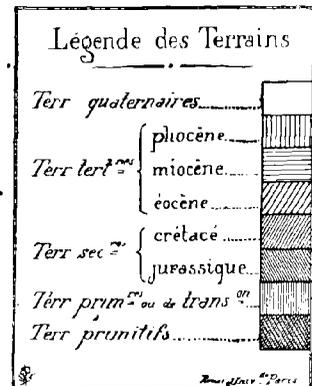 Légende des Terrains
Terr quaternaires
pliocène
Terr tert res miocène
éocène
Terr sec res crétacé
jurassique
Terr prim res ou de trans on
Terr primitifs
Paris